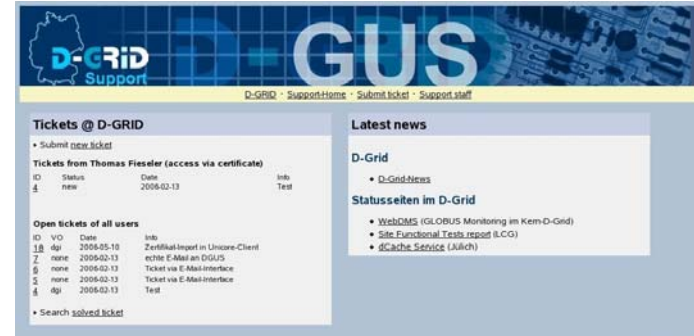 D-GRiD
Support
D-GRiD
GUS
D-GRID · Support-Home · Submit ticket · Support staff
Tickets @ D-GRID
• Submit new ticket
Tickets from Thomas Fieseler (access via certificate)
ID Status Date Info
4 new 2006-02-13 Test
Open tickets of all users
ID VO Date Info
18 dgi 2006-05-10 Zertifikat-Import in Unicore-Client
7 none 2006-02-13 echte E-Mail an DGUS
6 none 2006-02-13 Ticket via E-Mail-Interface
5 none 2006-02-13 Ticket via E-Mail-Interface
4 dgi 2006-02-13 Test
• Search solved ticket
Latest news
D-Grid
• D-Grid-News
Statusseiten im D-Grid
• WebDMS (GLOBUS Monitoring im Kern-D-Grid)
• Site Functional Tests report (LCG)
• dCache Service (Jülich)